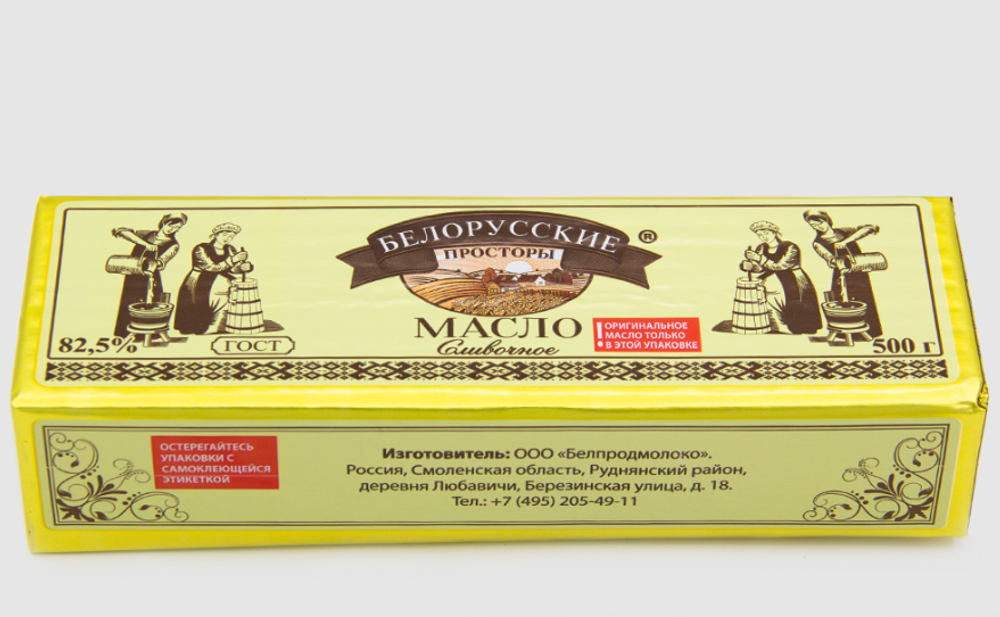 БЕЛОРУССКИЕ ®
ПРОСТОРЫ
МАСЛО
Сливочное
82,5%
ГОСТ
! ОРИГИНАЛЬНОЕ
МАСЛО ТОЛЬКО
В ЭТОЙ УПАКОВКЕ
500 г
ОСТЕРЕГАЙТЕСЬ
УПАКОВКИ С
САМОКЛЕЮЩЕЙСЯ
ЭТИКЕТКОЙ
Изготовитель: ООО «Белпродмолоко».
Россия, Смоленская область, Руднянский район,
деревня Любавичи, Березинская улица, д. 18.
Тел.: +7 (495) 205-49-11